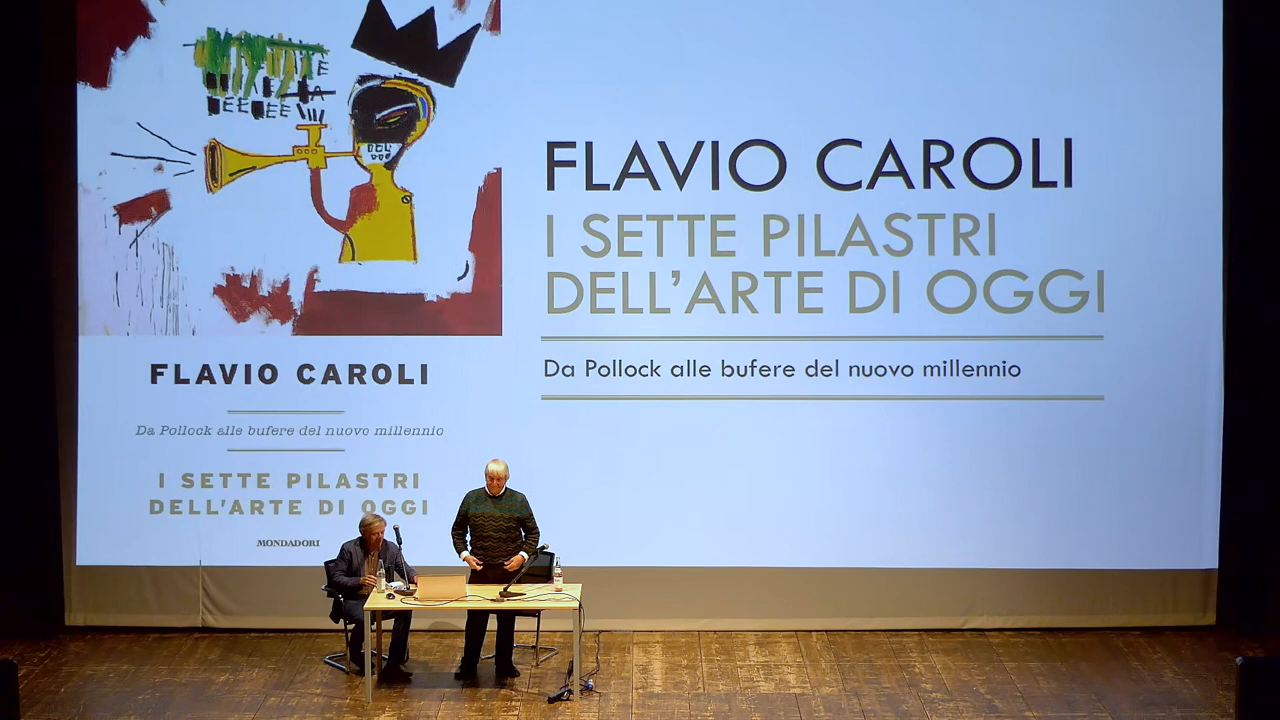 FLAVIO CAROLI
I SETTE PILASTRI
DELL'ARTE DI OGGI
Da Pollock alle bufere del nuovo millennio
FLAVIO CAROLI
Da Pollock alle bufere del nuovo millennio
I SETTE PILASTRI
DELL'ARTE DI OGGI
MONDADORI